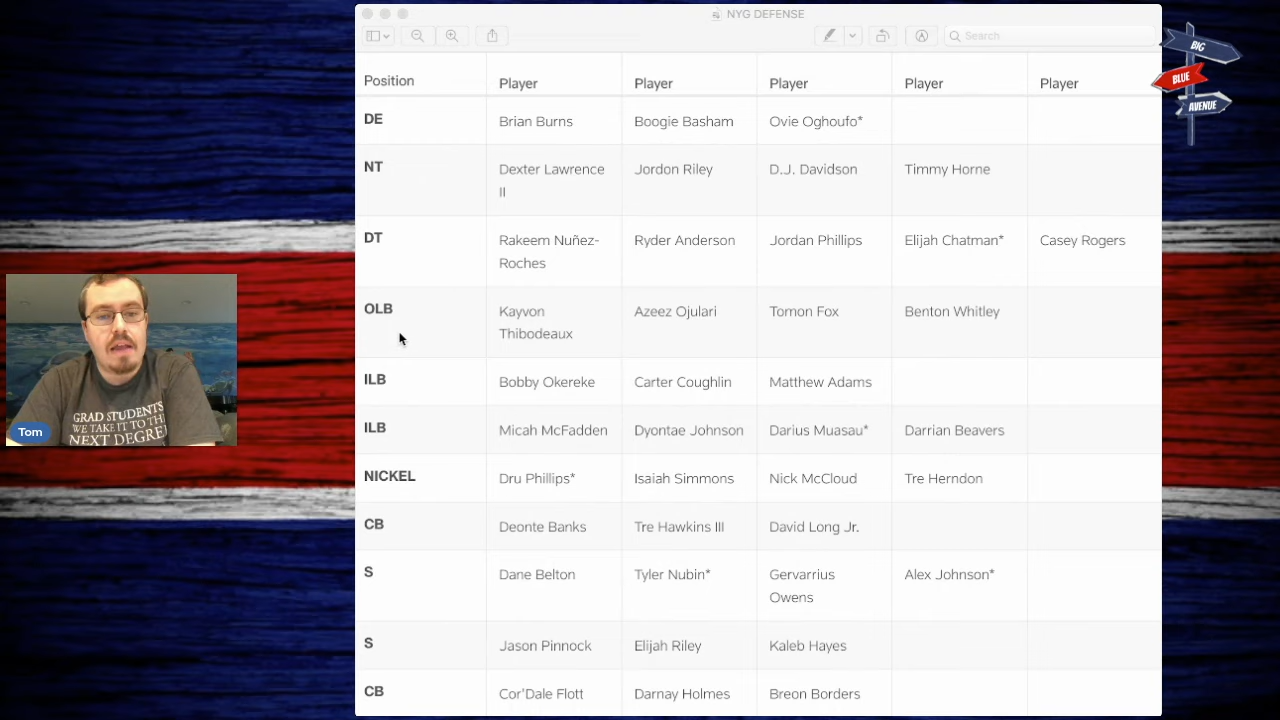 NYG DEFENSE
Search
BIG
BLUE
AVENUE
Position Player Player Player Player Player
DE Brian Burns Boogie Basham Ovie Oghoufo*
NT Dexter Lawrence II Jordon Riley D.J. Davidson Timmy Horne
DT Rakeem Nuñez-Roches Ryder Anderson Jordan Phillips Elijah Chatman* Casey Rogers
OLB Kayvon Thibodeaux Azeez Ojulari Tomon Fox Benton Whitley
ILB Bobby Okereke Carter Coughlin Matthew Adams
ILB Micah McFadden Dyontae Johnson Darius Muasau* Darrian Beavers
NICKEL Dru Phillips* Isaiah Simmons Nick McCloud Tre Herndon
CB Deonte Banks Tre Hawkins III David Long Jr.
S Dane Belton Tyler Nubin* Gervarrius Owens Alex Johnson*
S Jason Pinnock Elijah Riley Kaleb Hayes
CB Cor'Dale Flott Darnay Holmes Breon Borders
GRAD STUDENTS
WE TAKE IT TO THE
NEXT DEGREE
Tom